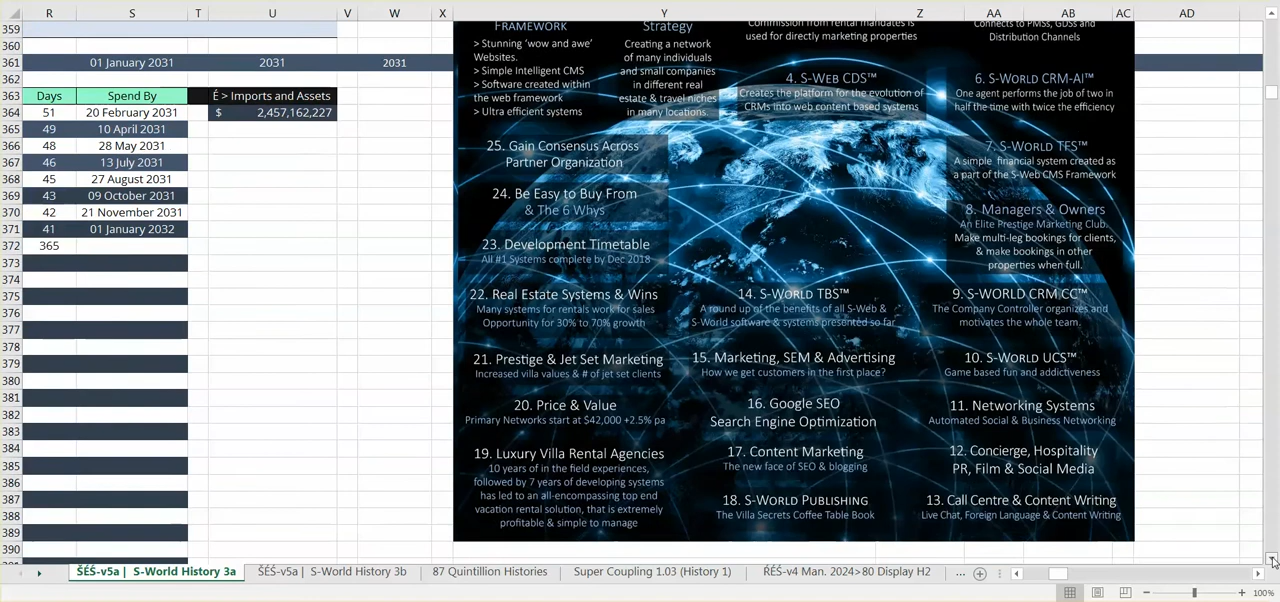 R S T U V W X Y Z AA AB AC AD
359
360
361 01 January 2031 2031 2031
362
363 Days Spend By É > Imports and Assets
364 51 20 February 2031 $ 2,457,162,227
365 49 10 April 2031
366 48 28 May 2031
367 46 13 July 2031
368 45 27 August 2031
369 43 09 October 2031
370 42 21 November 2031
371 41 01 January 2032
372 365
373
374
375
376
377
378
379
380
381
382
383
384
385
386
387
388
389
390
FRAMEWORK
> Stunning 'wow and awe'
Websites.
> Simple Intelligent CMS
> Software created within
the web framework
> Ultra efficient systems
Strategy
Creating a network
of many individuals
and small companies
in different real
estate & travel niches
in many locations.
Commission from rental mandates is
used for directly marketing properties
4. S-WEB CDS™
Creates the platform for the evolution of
CRMs into web content based systems
Connects to PMSs, GDSs and
Distribution Channels
6. S-WORLD CRM-AI™
One agent performs the job of two in
half the time with twice the efficiency
7. S-WORLD TFS™
A simple financial system created as
a part of the S-Web CMS Framework
8. Managers & Owners
An Elite Prestige Marketing Club.
Make multi-leg bookings for clients,
& make bookings in other
properties when full.
25. Gain Consensus Across
Partner Organization
24. Be Easy to Buy From
& The 6 Whys
23. Development Timetable
All #1 Systems complete by Dec 2018
22. Real Estate Systems & Wins
Many systems for rentals work for sales
Opportunity for 30% to 70% growth
14. S-WORLD TBS™
A round up of the benefits of all S-Web &
S-World software & systems presented so far
9. S-WORLD CRM CC™
The Company Controller organizes and
motivates the whole team.
21. Prestige & Jet Set Marketing
Increased villa values & # of jet set clients
15. Marketing, SEM & Advertising
How we get customers in the first place?
10. S-WORLD UCS™
Game based fun and addictiveness
20. Price & Value
Primary Networks start at $42,000 +2.5% pa
16. Google SEO
Search Engine Optimization
11. Networking Systems
Automated Social & Business Networking
19. Luxury Villa Rental Agencies
10 years of in the field experiences,
followed by 7 years of developing systems
has led to an all-encompassing top end
vacation rental solution, that is extremely
profitable & simple to manage
17. Content Marketing
The new face of SEO & blogging
12. Concierge, Hospitality
PR, Film & Social Media
18. S-WORLD PUBLISHING
The Villa Secrets Coffee Table Book
13. Call Centre & Content Writing
Live Chat, Foreign Language & Content Writing
ŠÉŠ-v5a | S-World History 3a ŠÉŠ-v5a | S-World History 3b 87 Quintillion Histories Super Coupling 1.03 (History 1) ŔÉŚ-v4 Man. 2024>80 Display H2 ...
100%